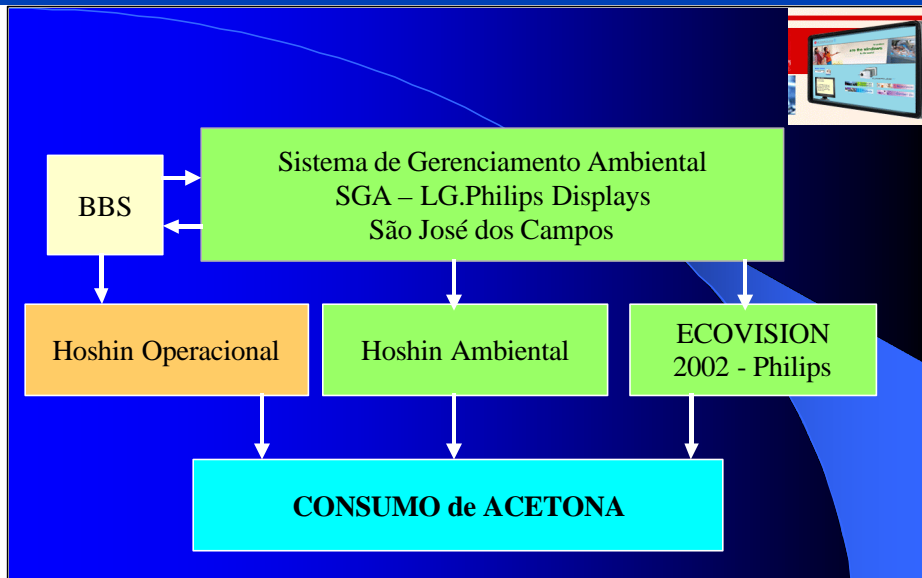 Sistema de Gerenciamento Ambiental
SGA – LG.Philips Displays
São José dos Campos
BBS
Hoshin Operacional
Hoshin Ambiental
ECOVISION
2002 - Philips
CONSUMO de ACETONA